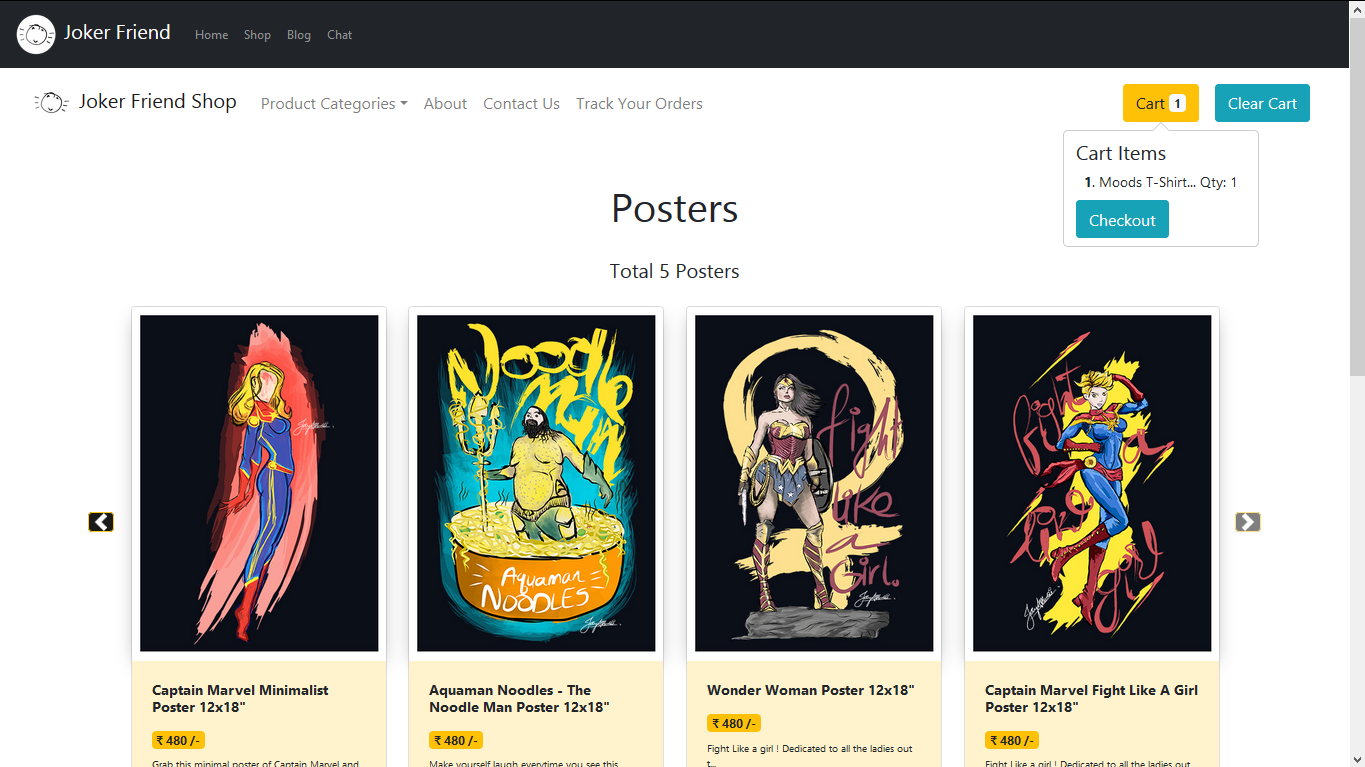 Joker Friend Home Shop Blog Chat
Joker Friend Shop Product Categories About Contact Us Track Your Orders Cart 1 Clear Cart
Cart Items
1. Moods T-Shirt... Qty: 1
Checkout
Posters
Total 5 Posters
Noodle
Man
Aquaman
NOODLES
fight
like
a
Girl.
fight
a
like
girl
Captain Marvel Minimalist
Poster 12x18"
₹ 480 /-
Grab this minimal poster of Captain Marvel and
Aquaman Noodles - The
Noodle Man Poster 12x18"
₹ 480 /-
Make yourself laugh everytime you see this
Wonder Woman Poster 12x18"
₹ 480 /-
Fight Like a girl ! Dedicated to all the ladies out
t...
Captain Marvel Fight Like A Girl
Poster 12x18"
₹ 480 /-
Fight Like a girl ! Dedicated to all the ladies out